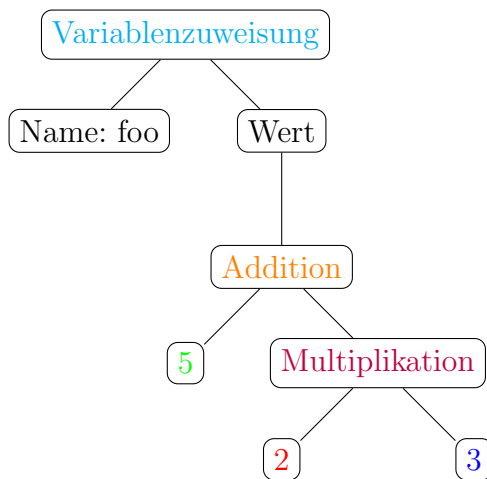 Variablenzuweisung
Name: foo
Wert
Addition
5
Multiplikation
2
3